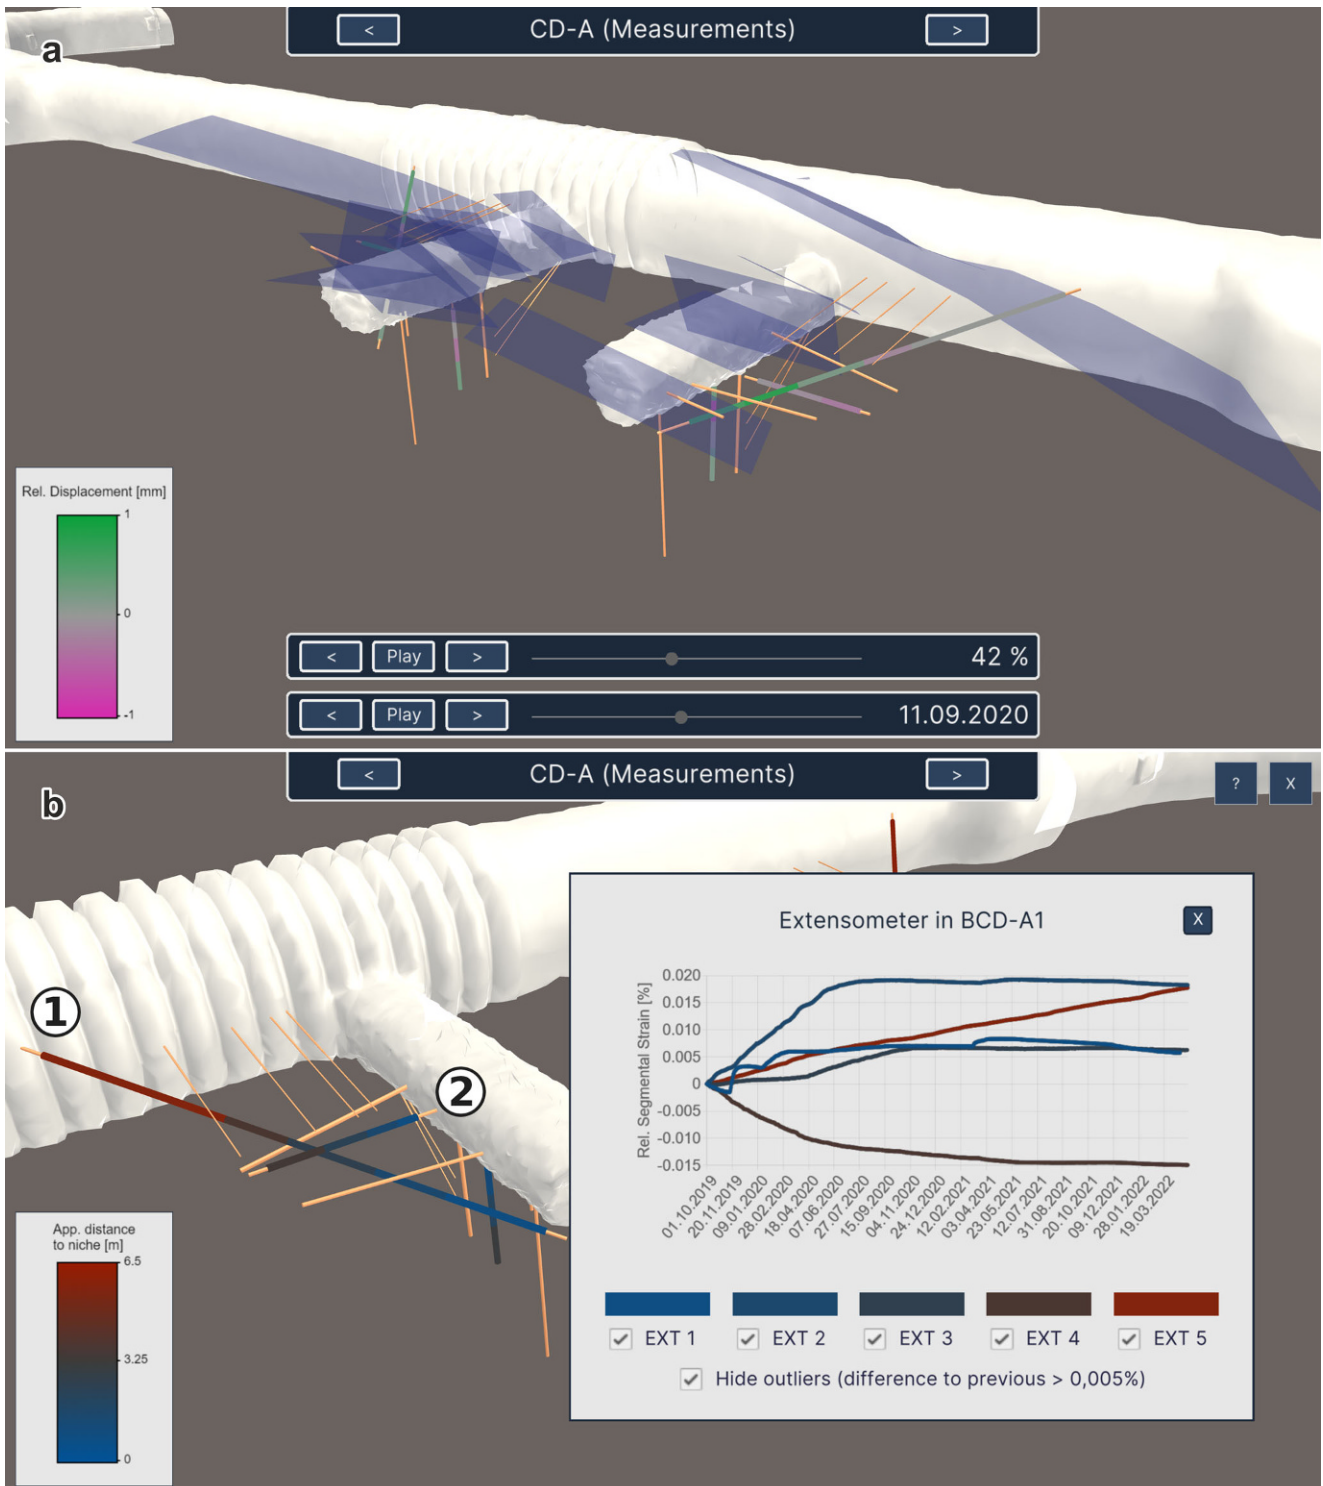 a
< CD-A (Measurements) >
Rel. Displacement [mm]
1
0
-1
< Play > 42 %
< Play > 11.09.2020
b
< CD-A (Measurements) >
? X
1
2
Extensometer in BCD-A1
X
Rel. Segmental Strain [%]
0.020
0.015
0.010
0.005
0
-0.005
-0.010
-0.015
01.10.2019
20.11.2019
09.01.2020
28.02.2020
18.04.2020
07.06.2020
27.07.2020
15.09.2020
04.11.2020
24.12.2020
12.02.2021
03.04.2021
23.05.2021
12.07.2021
31.08.2021
20.10.2021
09.12.2021
28.01.2022
19.03.2022
EXT 1 EXT 2 EXT 3 EXT 4 EXT 5
Hide outliers (difference to previous > 0,005%)
App. distance
to niche [m]
6.5
3.25
0